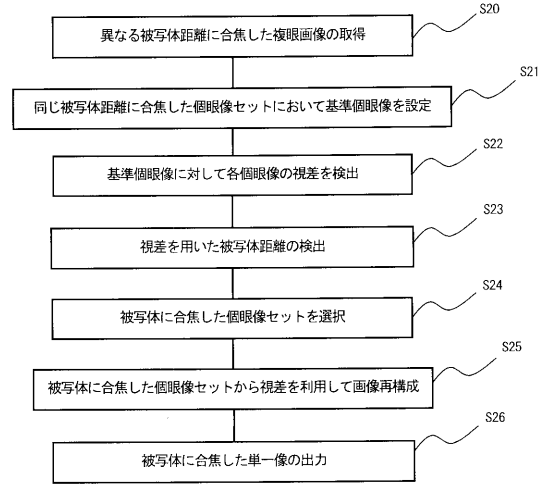 S20
異なる被写体距離に合焦した複眼画像の取得
S21
同じ被写体距離に合焦した個眼像セットにおいて基準個眼像を設定
S22
基準個眼像に対して各個眼像の視差を検出
S23
視差を用いた被写体距離の検出
S24
被写体に合焦した個眼像セットを選択
S25
被写体に合焦した個眼像セットから視差を利用して画像再構成
S26
被写体に合焦した単一像の出力